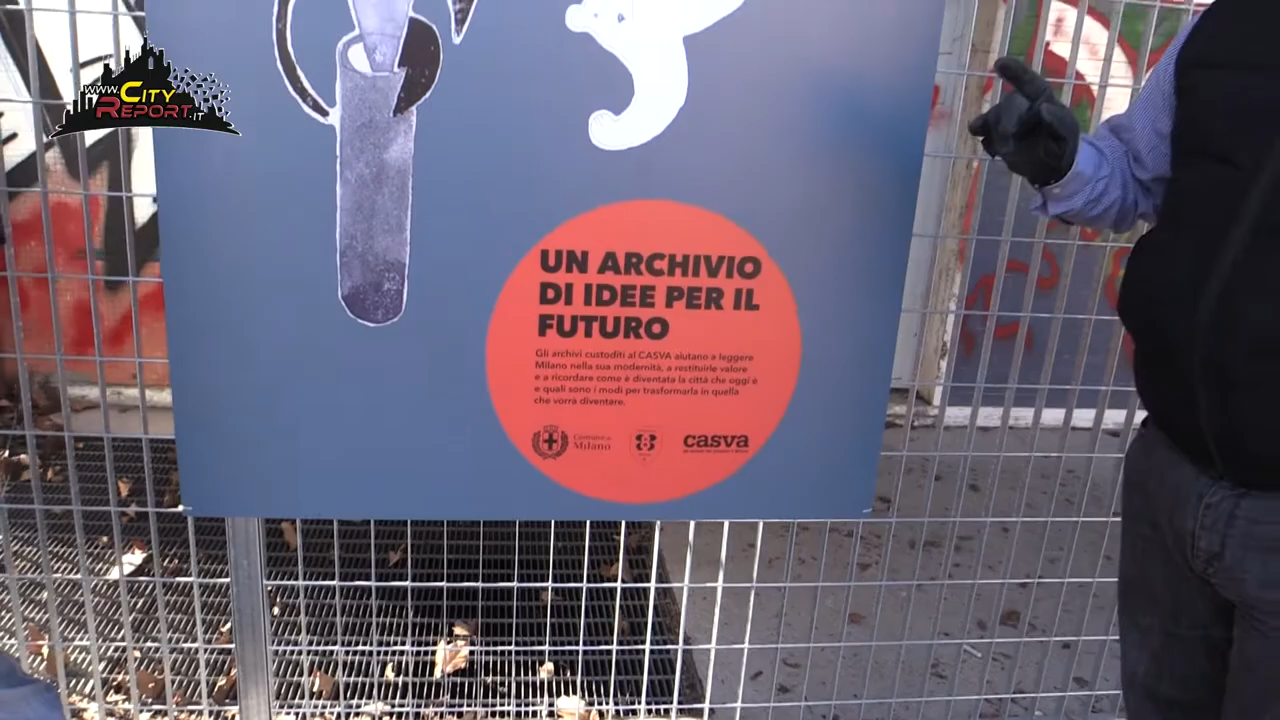 www.CITY
REPORT.IT
UN ARCHIVIO
DI IDEE PER IL
FUTURO
Gli archivi custoditi al CASVA aiutano a leggere
Milano nella sua modernità, a restituirle valore
e a ricordare come è diventata la città che oggi è
e quali sono i modi per trasformarla in quella
che vorrà diventare.
Comune di
Milano
casva